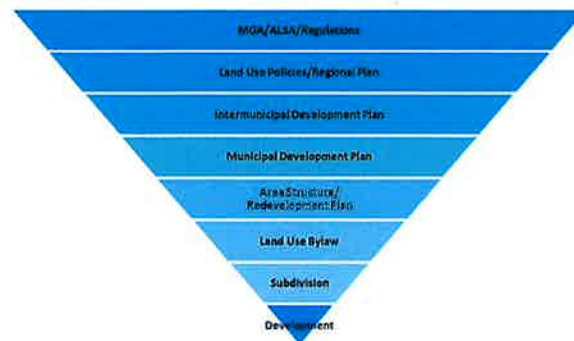 MGA/ALSA/Regulations
Land Use Policies/Regional Plan
Intermunicipal Development Plan
Municipal Development Plan
Area Structure/
Redevelopment Plan
Land Use Bylaw
Subdivision
Development